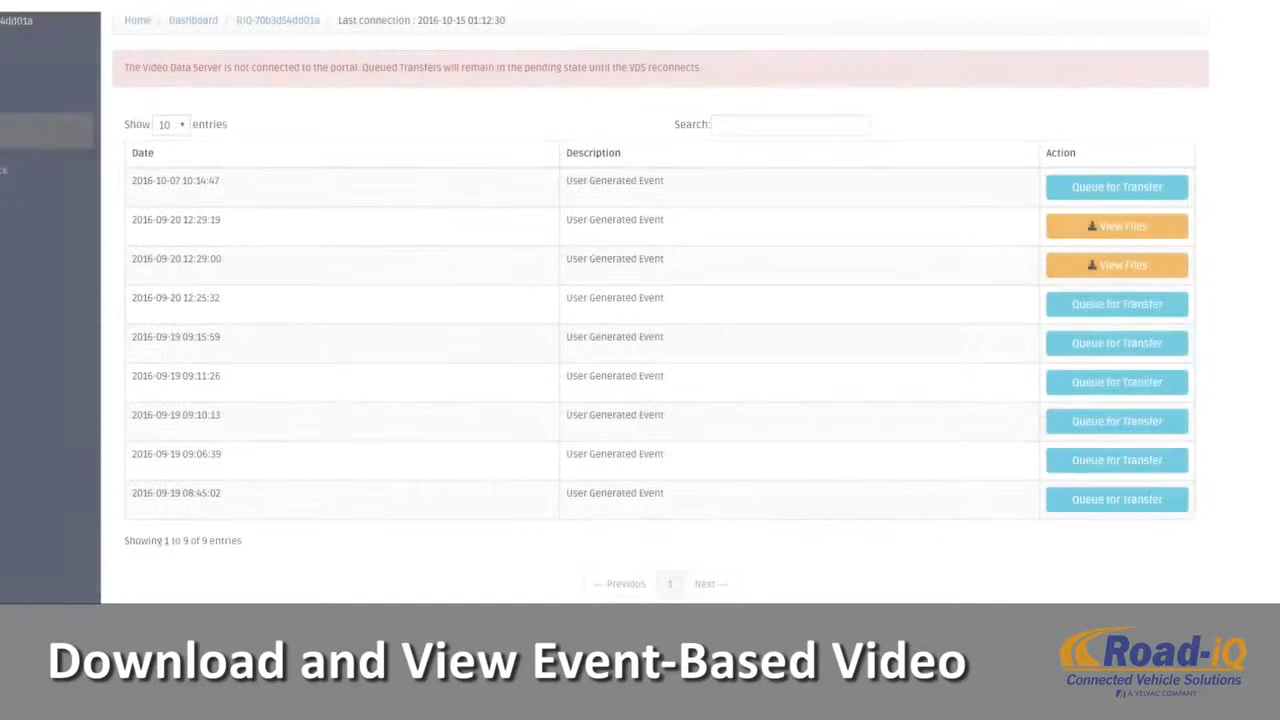 4dd01a
Home Dashboard RIQ-70b3d54dd01a Last connection : 2016-10-15 01:12:30
The Video Data Server is not connected to the portal. Queued Transfers will remain in the pending state until the VDS reconnects.
Show 10 entries Search:
Date Description Action
2016-10-07 10:14:47 User Generated Event Queue for Transfer
2016-09-20 12:29:19 User Generated Event View Files
2016-09-20 12:29:00 User Generated Event View Files
2016-09-20 12:25:32 User Generated Event Queue for Transfer
2016-09-19 09:15:59 User Generated Event Queue for Transfer
2016-09-19 09:11:26 User Generated Event Queue for Transfer
2016-09-19 09:10:13 User Generated Event Queue for Transfer
2016-09-19 09:06:39 User Generated Event Queue for Transfer
2016-09-19 08:45:02 User Generated Event Queue for Transfer
Showing 1 to 9 of 9 entries
← Previous 1 Next →
Download and View Event-Based Video
Road-iQ
Connected Vehicle Solutions
A VELVAC COMPANY